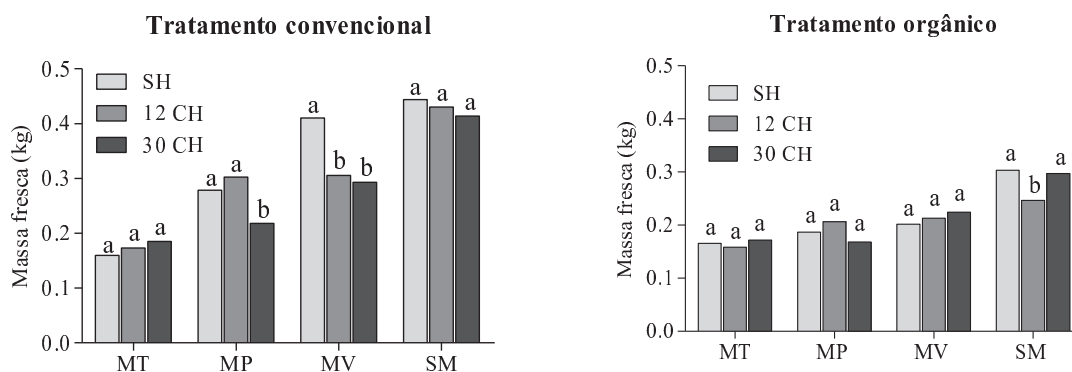 Tratamento convencional
Massa fresca (kg)
0.5
0.4
0.3
0.2
0.1
0.0
SH
12 CH
30 CH
a a a
a a b
a b b
a a a
MT MP MV SM
Tratamento orgânico
Massa fresca (kg)
0.5
0.4
0.3
0.2
0.1
0.0
SH
12 CH
30 CH
a a a
a a a
a a a
a b a
MT MP MV SM